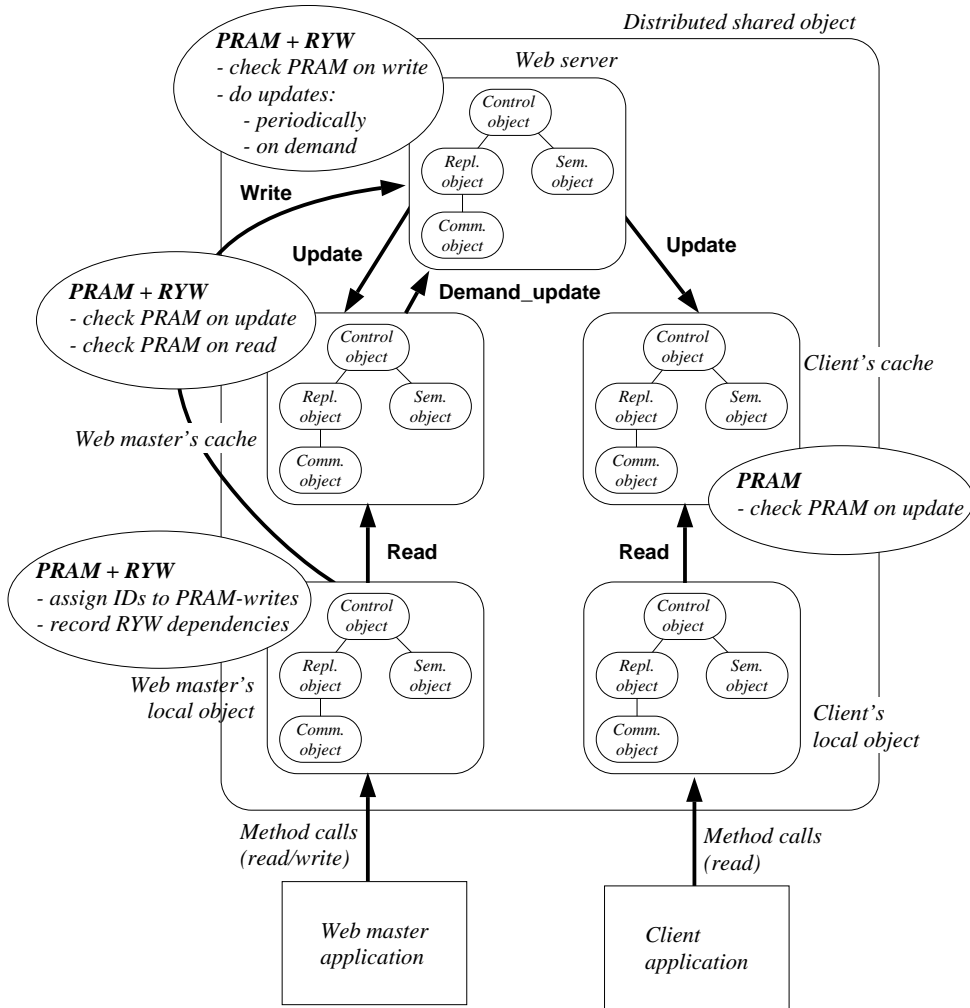 Distributed shared object
PRAM + RYW
- check PRAM on write
- do updates:
- periodically
- on demand
Web server
Control
object
Repl.
object
Sem.
object
Comm.
object
Write
Update
Update
Demand_update
PRAM + RYW
- check PRAM on update
- check PRAM on read
Control
object
Repl.
object
Sem.
object
Comm.
object
Web master's cache
Control
object
Repl.
object
Sem.
object
Comm.
object
Client's cache
PRAM
- check PRAM on update
Read
Read
PRAM + RYW
- assign IDs to PRAM-writes
- record RYW dependencies
Control
object
Repl.
object
Sem.
object
Comm.
object
Web master's
local object
Control
object
Repl.
object
Sem.
object
Comm.
object
Client's
local object
Method calls
(read/write)
Method calls
(read)
Web master
application
Client
application